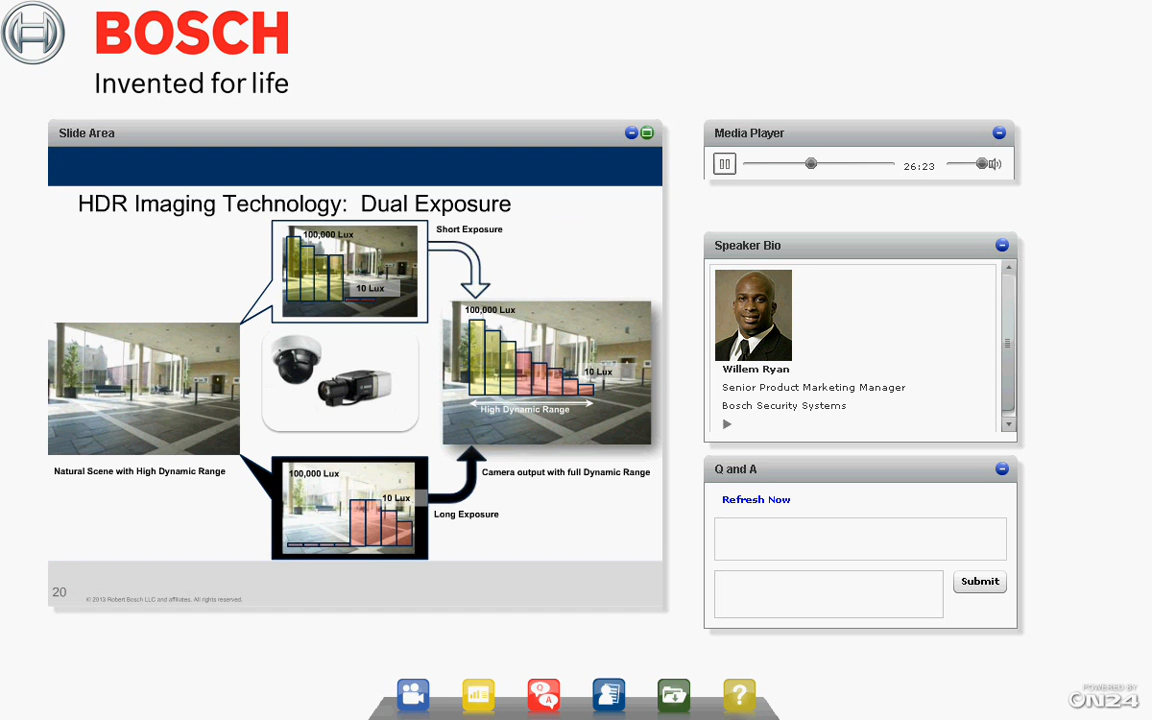 BOSCH
Invented for life
Slide Area
HDR Imaging Technology: Dual Exposure
100,000 Lux
10 Lux
Short Exposure
100,000 Lux
10 Lux
High Dynamic Range
Natural Scene with High Dynamic Range
Camera output with full Dynamic Range
100,000 Lux
10 Lux
Long Exposure
20
© 2013 Robert Bosch LLC and affiliates. All rights reserved.
Media Player
26:23
Speaker Bio
Willem Ryan
Senior Product Marketing Manager
Bosch Security Systems
Q and A
Refresh Now
Submit
Q
A
?
POWERED BY
ON24